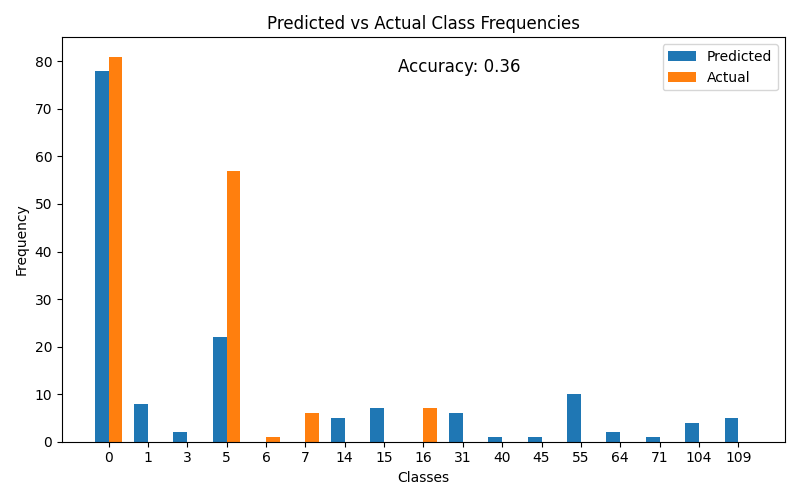 Predicted vs Actual Class Frequencies
Accuracy: 0.36
Predicted
Actual
Frequency
80
70
60
50
40
30
20
10
0
0 1 3 5 6 7 14 15 16 31 40 45 55 64 71 104 109
Classes